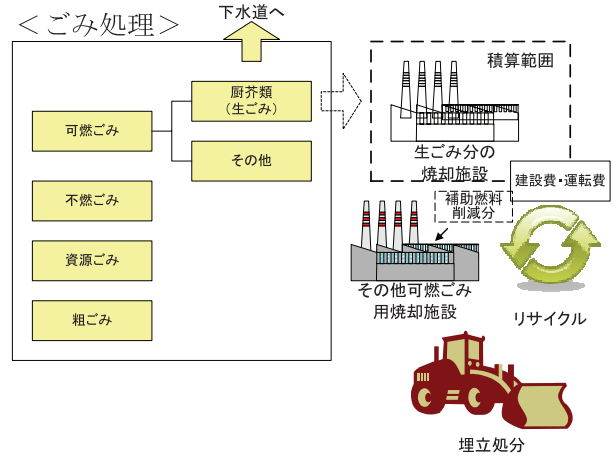 ＜ごみ処理＞
下水道へ
可燃ごみ
厨芥類
（生ごみ）
その他
不燃ごみ
資源ごみ
粗ごみ
積算範囲
生ごみ分の
焼却施設
建設費・運転費
補助燃料
削減分
その他可燃ごみ
用焼却施設
リサイクル
埋立処分